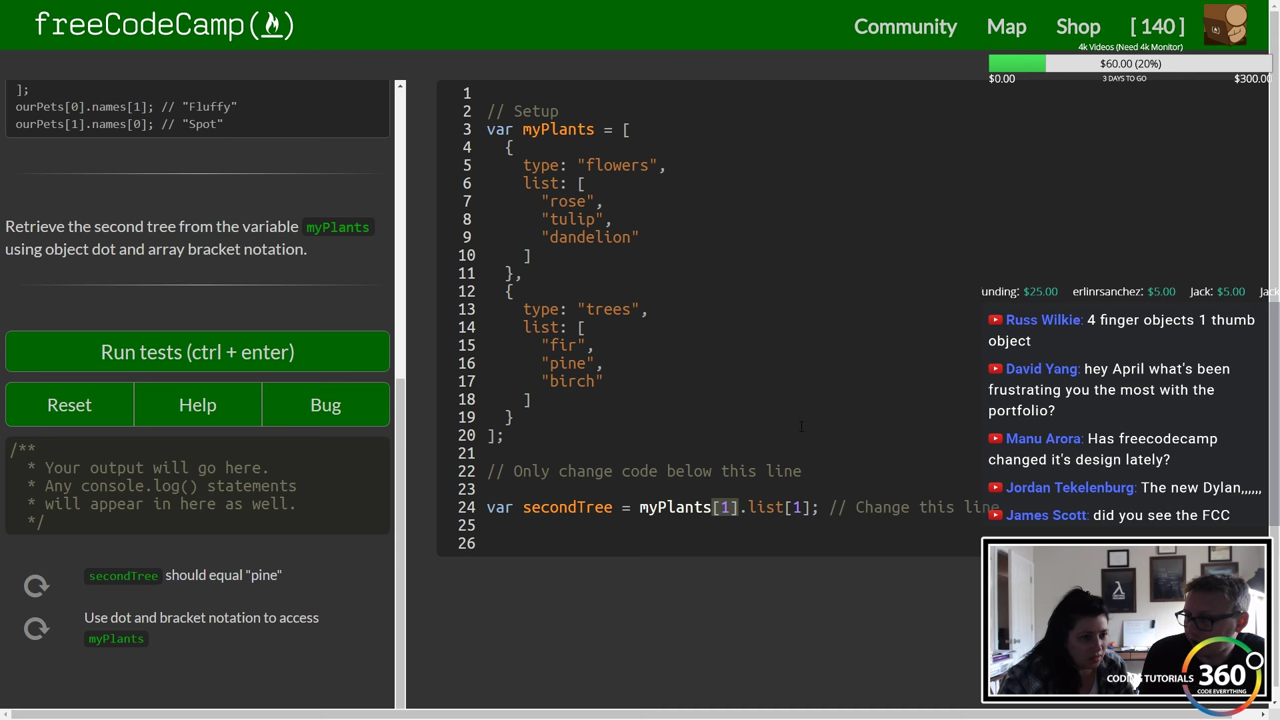 freeCodeCamp(🔥)
Community
Map
Shop
[ 140 ]
4k Videos (Need 4k Monitor)
$60.00 (20%)
$0.00
3 DAYS TO GO
$300.00
];
ourPets[0].names[1]; // "Fluffy"
ourPets[1].names[0]; // "Spot"
Retrieve the second tree from the variable myPlants
using object dot and array bracket notation.
Run tests (ctrl + enter)
Reset
Help
Bug
/**
* Your output will go here.
* Any console.log() statements
* will appear in here as well.
*/
secondTree should equal "pine"
Use dot and bracket notation to access
myPlants
1
2 // Setup
3 var myPlants = [
4 {
5 type: "flowers",
6 list: [
7 "rose",
8 "tulip",
9 "dandelion"
10 ]
11 },
12 {
13 type: "trees",
14 list: [
15 "fir",
16 "pine",
17 "birch"
18 ]
19 }
20 ];
21
22 // Only change code below this line
23
24 var secondTree = myPlants[1].list[1]; // Change this line
25
26
unding: $25.00 erlinrsanchez: $5.00 Jack: $5.00 Jack
Russ Wilkie: 4 finger objects 1 thumb
object
David Yang: hey April what's been
frustrating you the most with the
portfolio?
Manu Arora: Has freecodecamp
changed it's design lately?
Jordan Tekelenburg: The new Dylan,,,,,,
James Scott: did you see the FCC
CODING TUTORIALS 360
CODE EVERYTHING